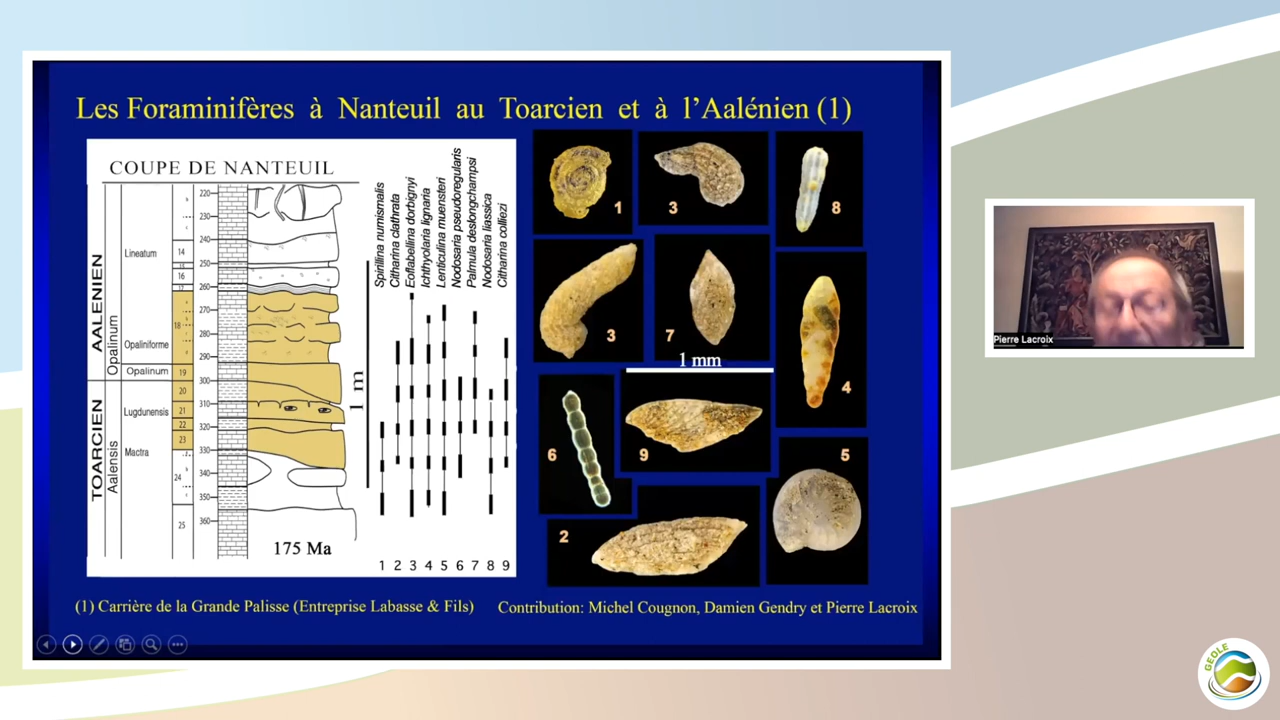 Les Foraminifères à Nanteuil au Toarcien et à l'Aalénien (1)
COUPE DE NANTEUIL
AALENIEN
TOARCIEN
Opalinum
Aalensis
Lineatum
Opaliniforme
Opalinum
Lugdunensis
Mactra
14
15
16
17
18
19
20
21
22
23
24
25
220
230
240
250
260
270
280
290
300
310
320
330
340
350
360
175 Ma
1 m
Spirillina numismalis
Citharina clathrata
Eoflabellina dorbignyi
Ichthyolaria lignaria
Lenticulina muensteri
Nodosaria pseudoregularis
Palmula deslongchampsi
Nodosaria liassica
Citharina colliezi
1 2 3 4 5 6 7 8 9
1
3
8
3
7
4
1 mm
6
9
5
2
(1) Carrière de la Grande Palisse (Entreprise Labasse & Fils)
Contribution: Michel Cougnon, Damien Gendry et Pierre Lacroix
Pierre Lacroix
GEOLE